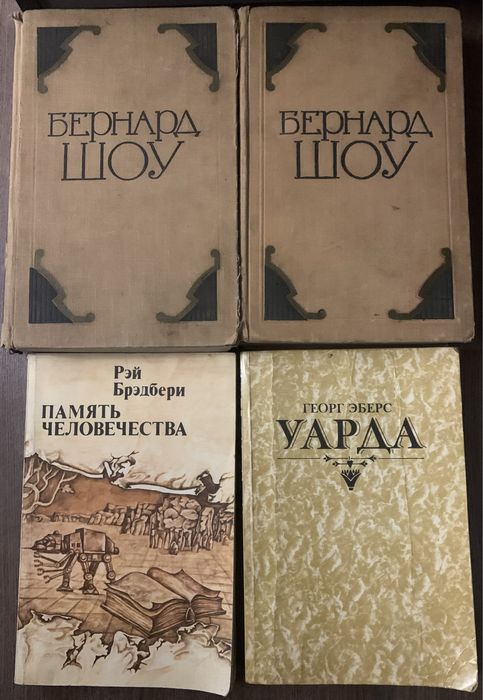 БЕРНАРД
ШОУ
БЕРНАРД
ШОУ
Рэй
Брэдбери
ПАМЯТЬ
ЧЕЛОВЕЧЕСТВА
ГЕОРГ ЭБЕРС
УАРДА